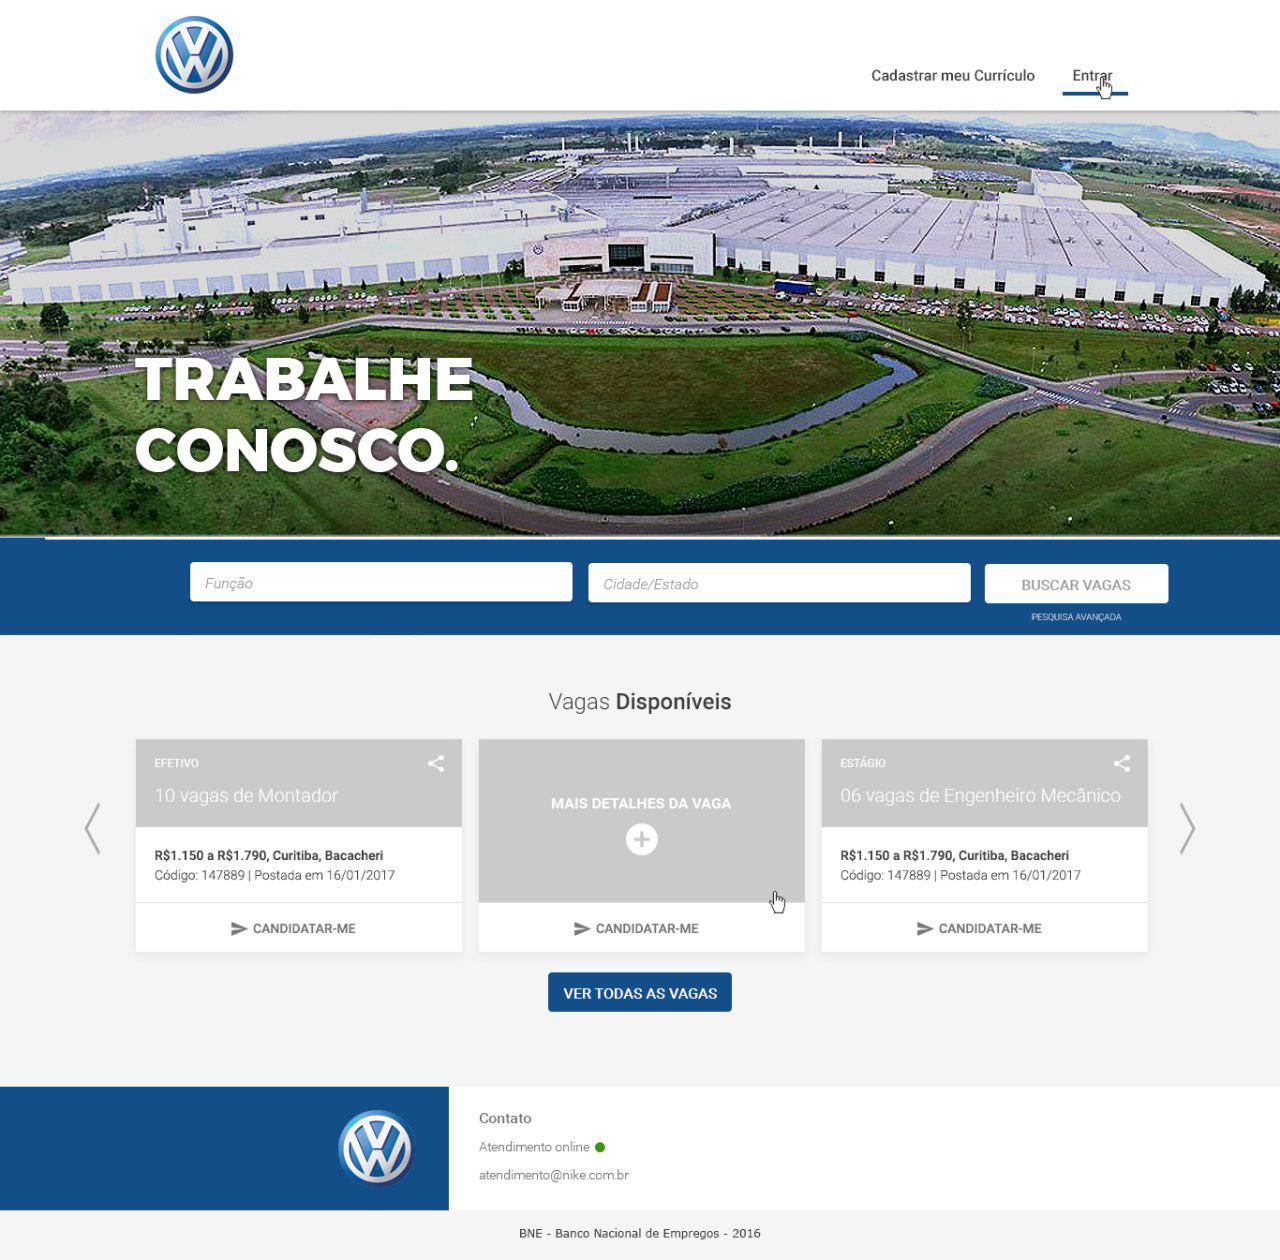 Cadastrar meu Currículo
Entrar
TRABALHE
CONOSCO.
Função
Cidade/Estado
BUSCAR VAGAS
PESQUISA AVANÇADA
Vagas Disponíveis
EFETIVO
10 vagas de Montador
R$1.150 a R$1.790, Curitiba, Bacacheri
Código: 147889 | Postada em 16/01/2017
CANDIDATAR-ME
MAIS DETALHES DA VAGA
CANDIDATAR-ME
ESTÁGIO
06 vagas de Engenheiro Mecânico
R$1.150 a R$1.790, Curitiba, Bacacheri
Código: 147889 | Postada em 16/01/2017
CANDIDATAR-ME
VER TODAS AS VAGAS
Contato
Atendimento online
atendimento@nike.com.br
BNE - Banco Nacional de Empregos - 2016